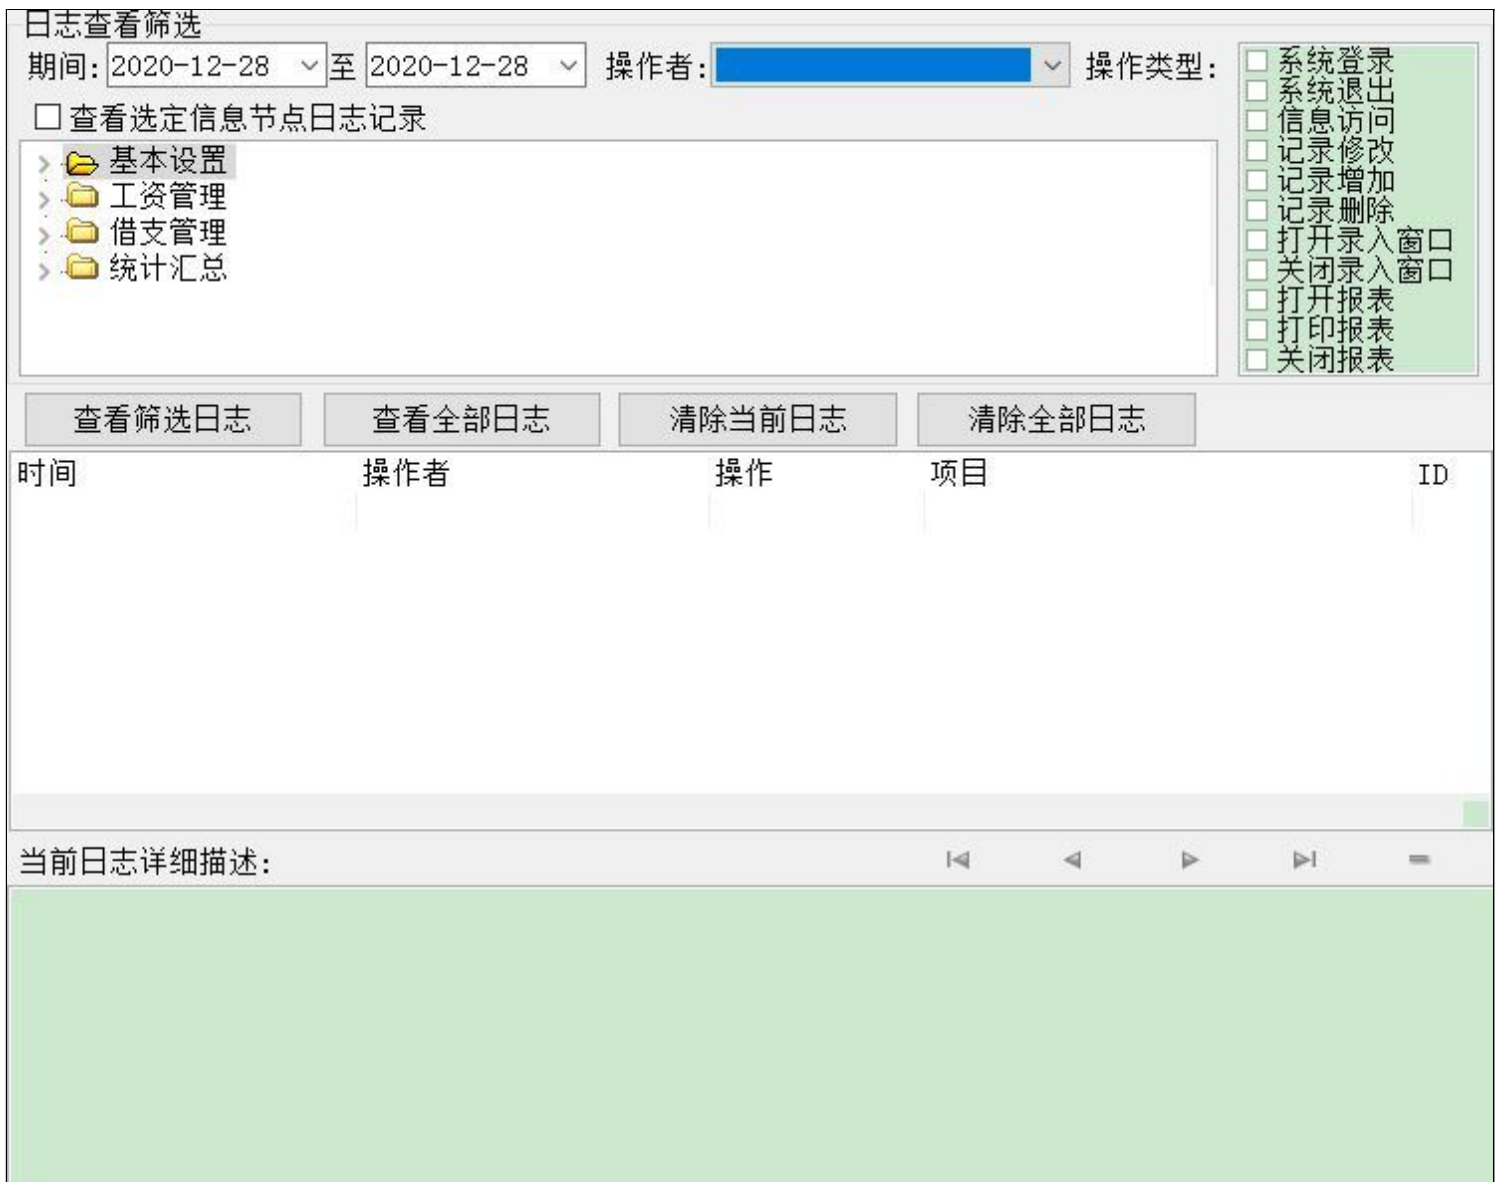 日志查看筛选
期间: 2020-12-28 至 2020-12-28 操作者: 操作类型:
系统登录
系统退出
信息访问
记录修改
记录增加
记录删除
打开录入窗口
关闭录入窗口
打开报表
打印报表
关闭报表
查看选定信息节点日志记录
基本设置
工资管理
借支管理
统计汇总
查看筛选日志 查看全部日志 清除当前日志 清除全部日志
时间 操作者 操作 项目 ID
当前日志详细描述: